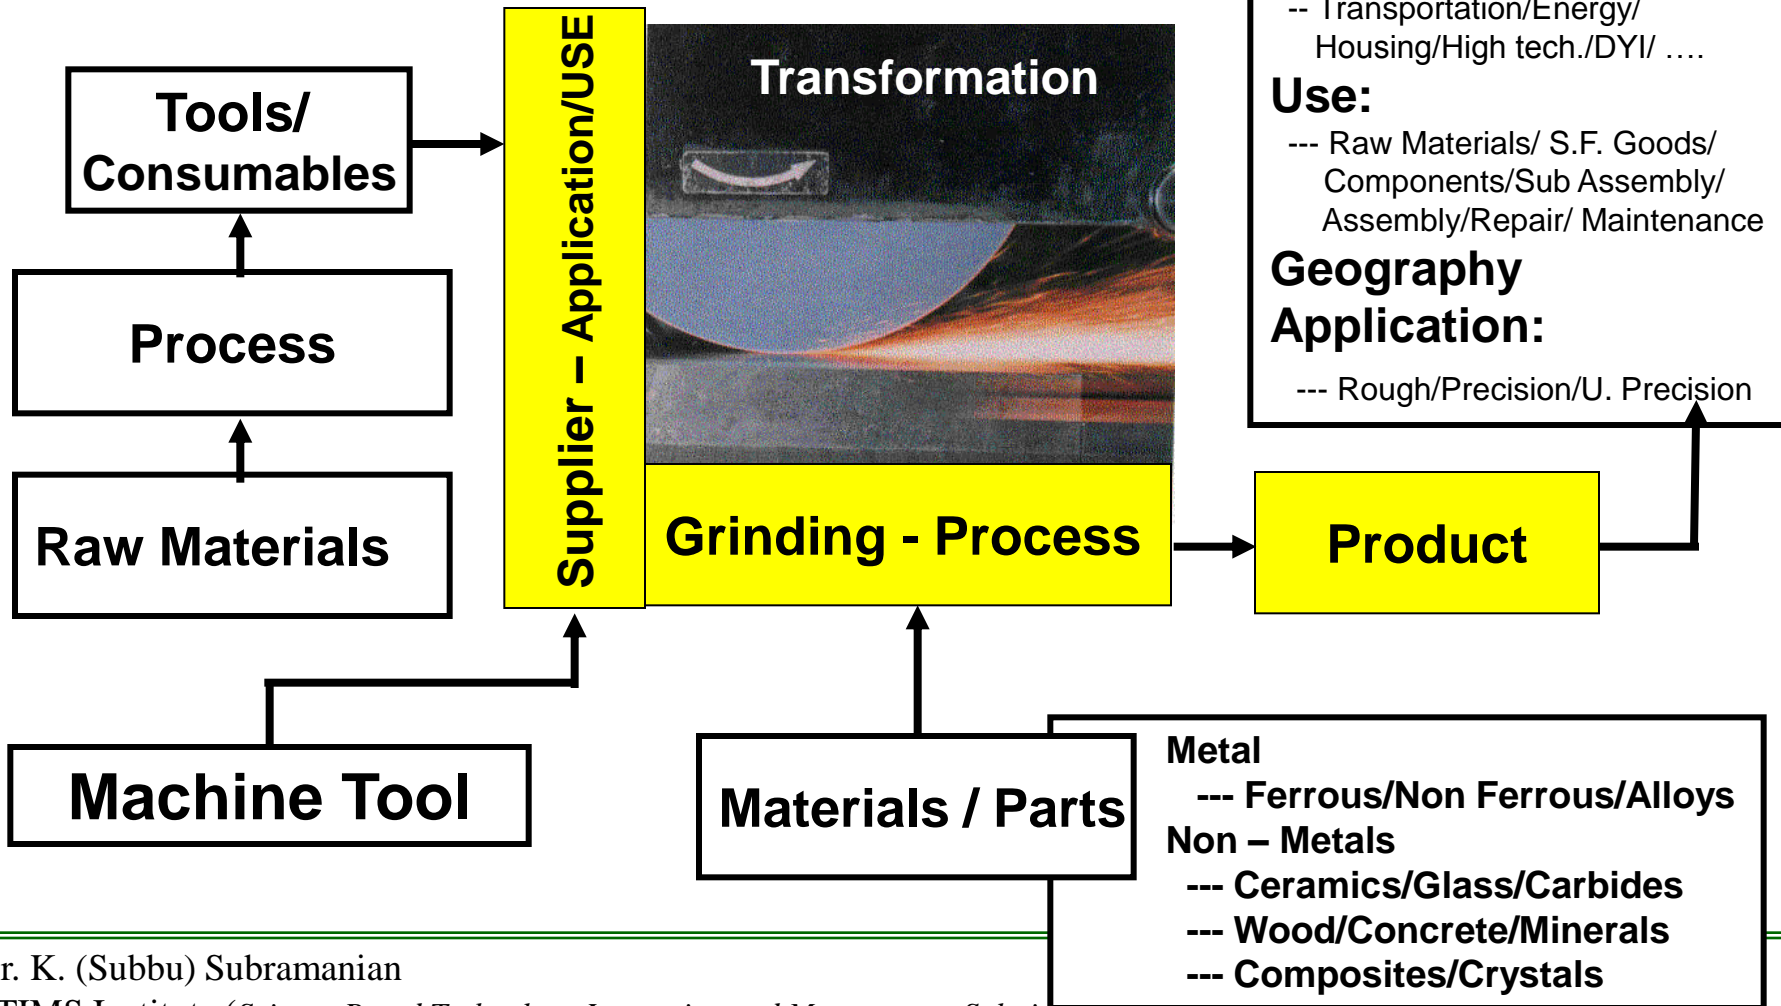 Tools/
Consumables
Process
Raw Materials
Machine Tool
Supplier – Application/USE
Transformation
Grinding - Process
Materials / Parts
Product
-- Transportation/Energy/
Housing/High tech./DYI/ ….
Use:
--- Raw Materials/ S.F. Goods/
Components/Sub Assembly/
Assembly/Repair/ Maintenance
Geography
Application:
--- Rough/Precision/U. Precision
Metal
--- Ferrous/Non Ferrous/Alloys
Non – Metals
--- Ceramics/Glass/Carbides
--- Wood/Concrete/Minerals
--- Composites/Crystals
r. K. (Subbu) Subramanian